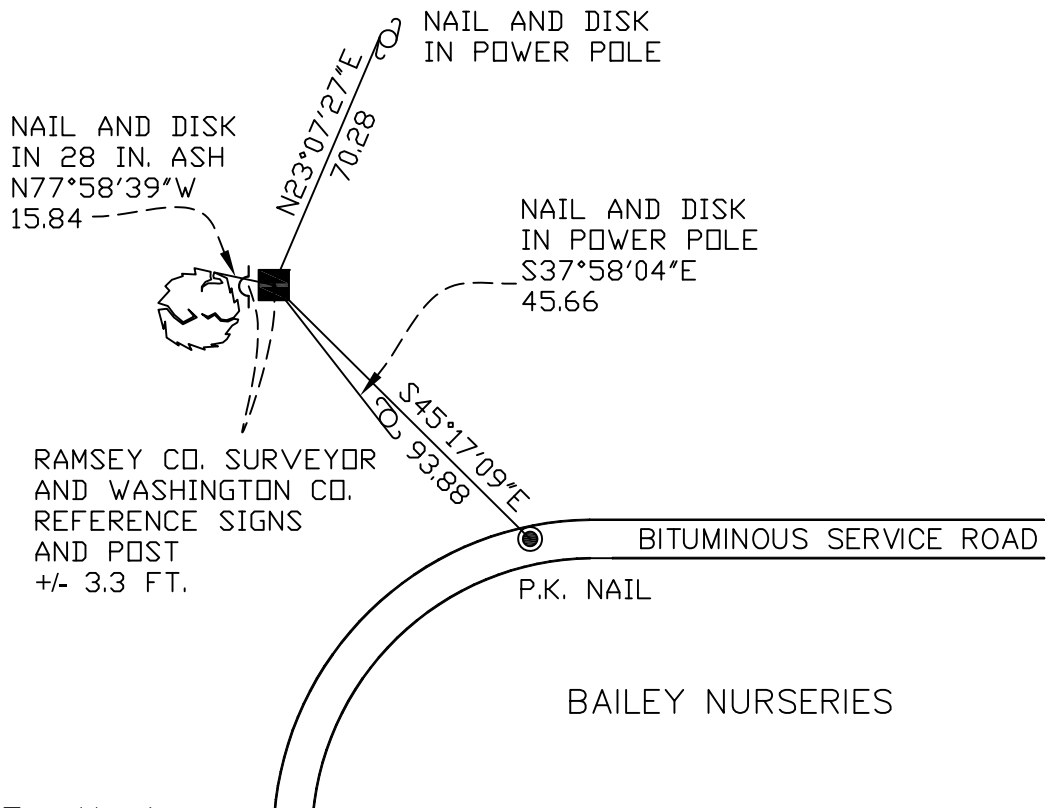 NAIL AND DISK
IN POWER POLE
N23°07'27"E
70.28
NAIL AND DISK
IN 28 IN. ASH
N77°58'39"W
15.84
NAIL AND DISK
IN POWER POLE
S37°58'04"E
45.66
S45°17'09"E
93.88
RAMSEY CO. SURVEYOR
AND WASHINGTON CO.
REFERENCE SIGNS
AND POST
+/- 3.3 FT.
BITUMINOUS SERVICE ROAD
P.K. NAIL
BAILEY NURSERIES